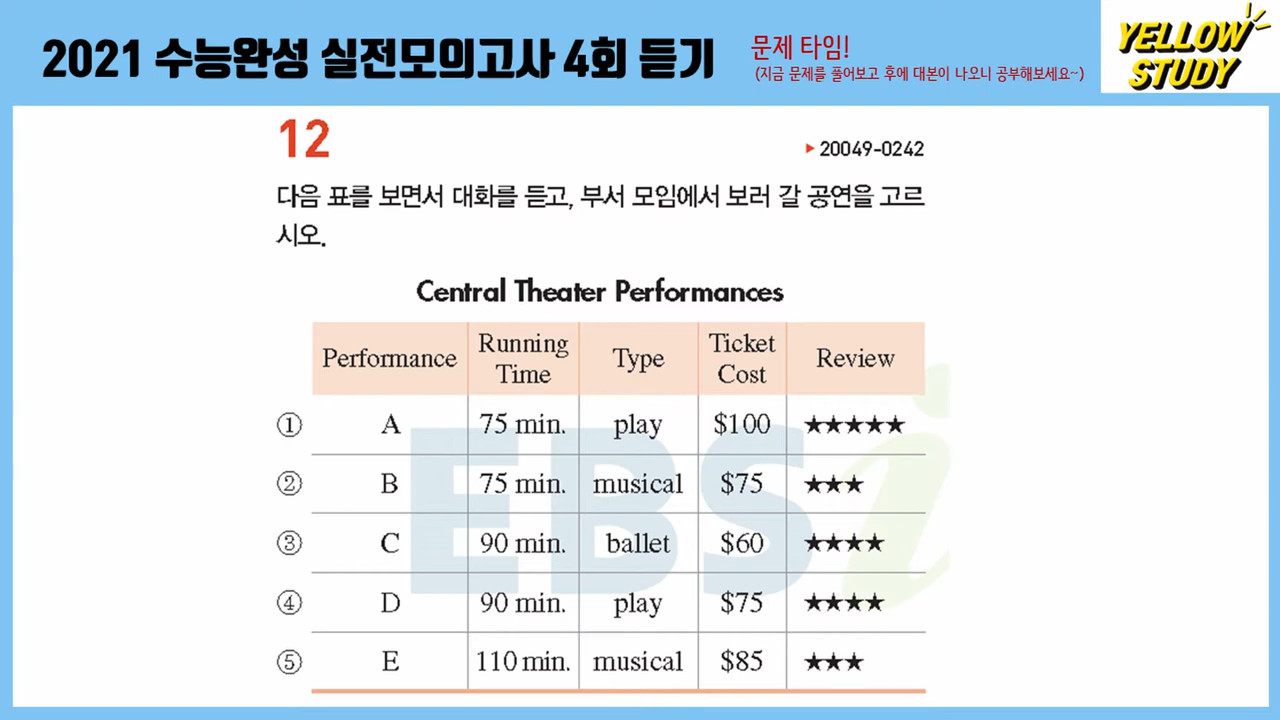 2021 수능완성 실전모의고사 4회 듣기
문제 타임!
(지금 문제를 풀어보고 후에 대본이 나오니 공부해보세요~)
YELLOW
STUDY
12
▶ 20049-0242
다음 표를 보면서 대화를 듣고, 부서 모임에서 보러 갈 공연을 고르
시오.
Central Theater Performances
Performance Running Time Type Ticket Cost Review
① A 75 min. play $100 ★★★★★
② B 75 min. musical $75 ★★★
③ C 90 min. ballet $60 ★★★★
④ D 90 min. play $75 ★★★★
⑤ E 110 min. musical $85 ★★★
EBSi